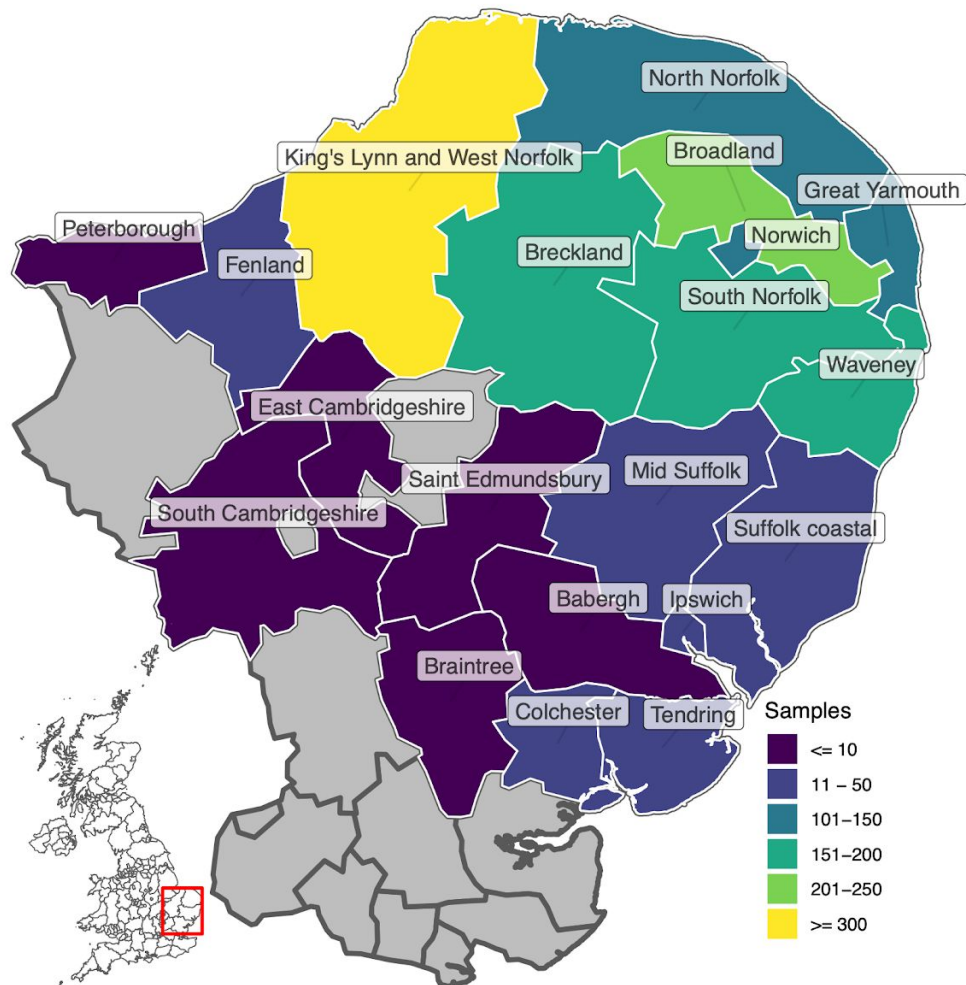 North Norfolk
King's Lynn and West Norfolk
Broadland
Great Yarmouth
Peterborough
Fenland
Breckland
Norwich
South Norfolk
Waveney
East Cambridgeshire
Saint Edmundsbury
Mid Suffolk
South Cambridgeshire
Suffolk coastal
Babergh
Ipswich
Braintree
Colchester
Tendring
Samples
<= 10
11 – 50
101–150
151–200
201–250
>= 300